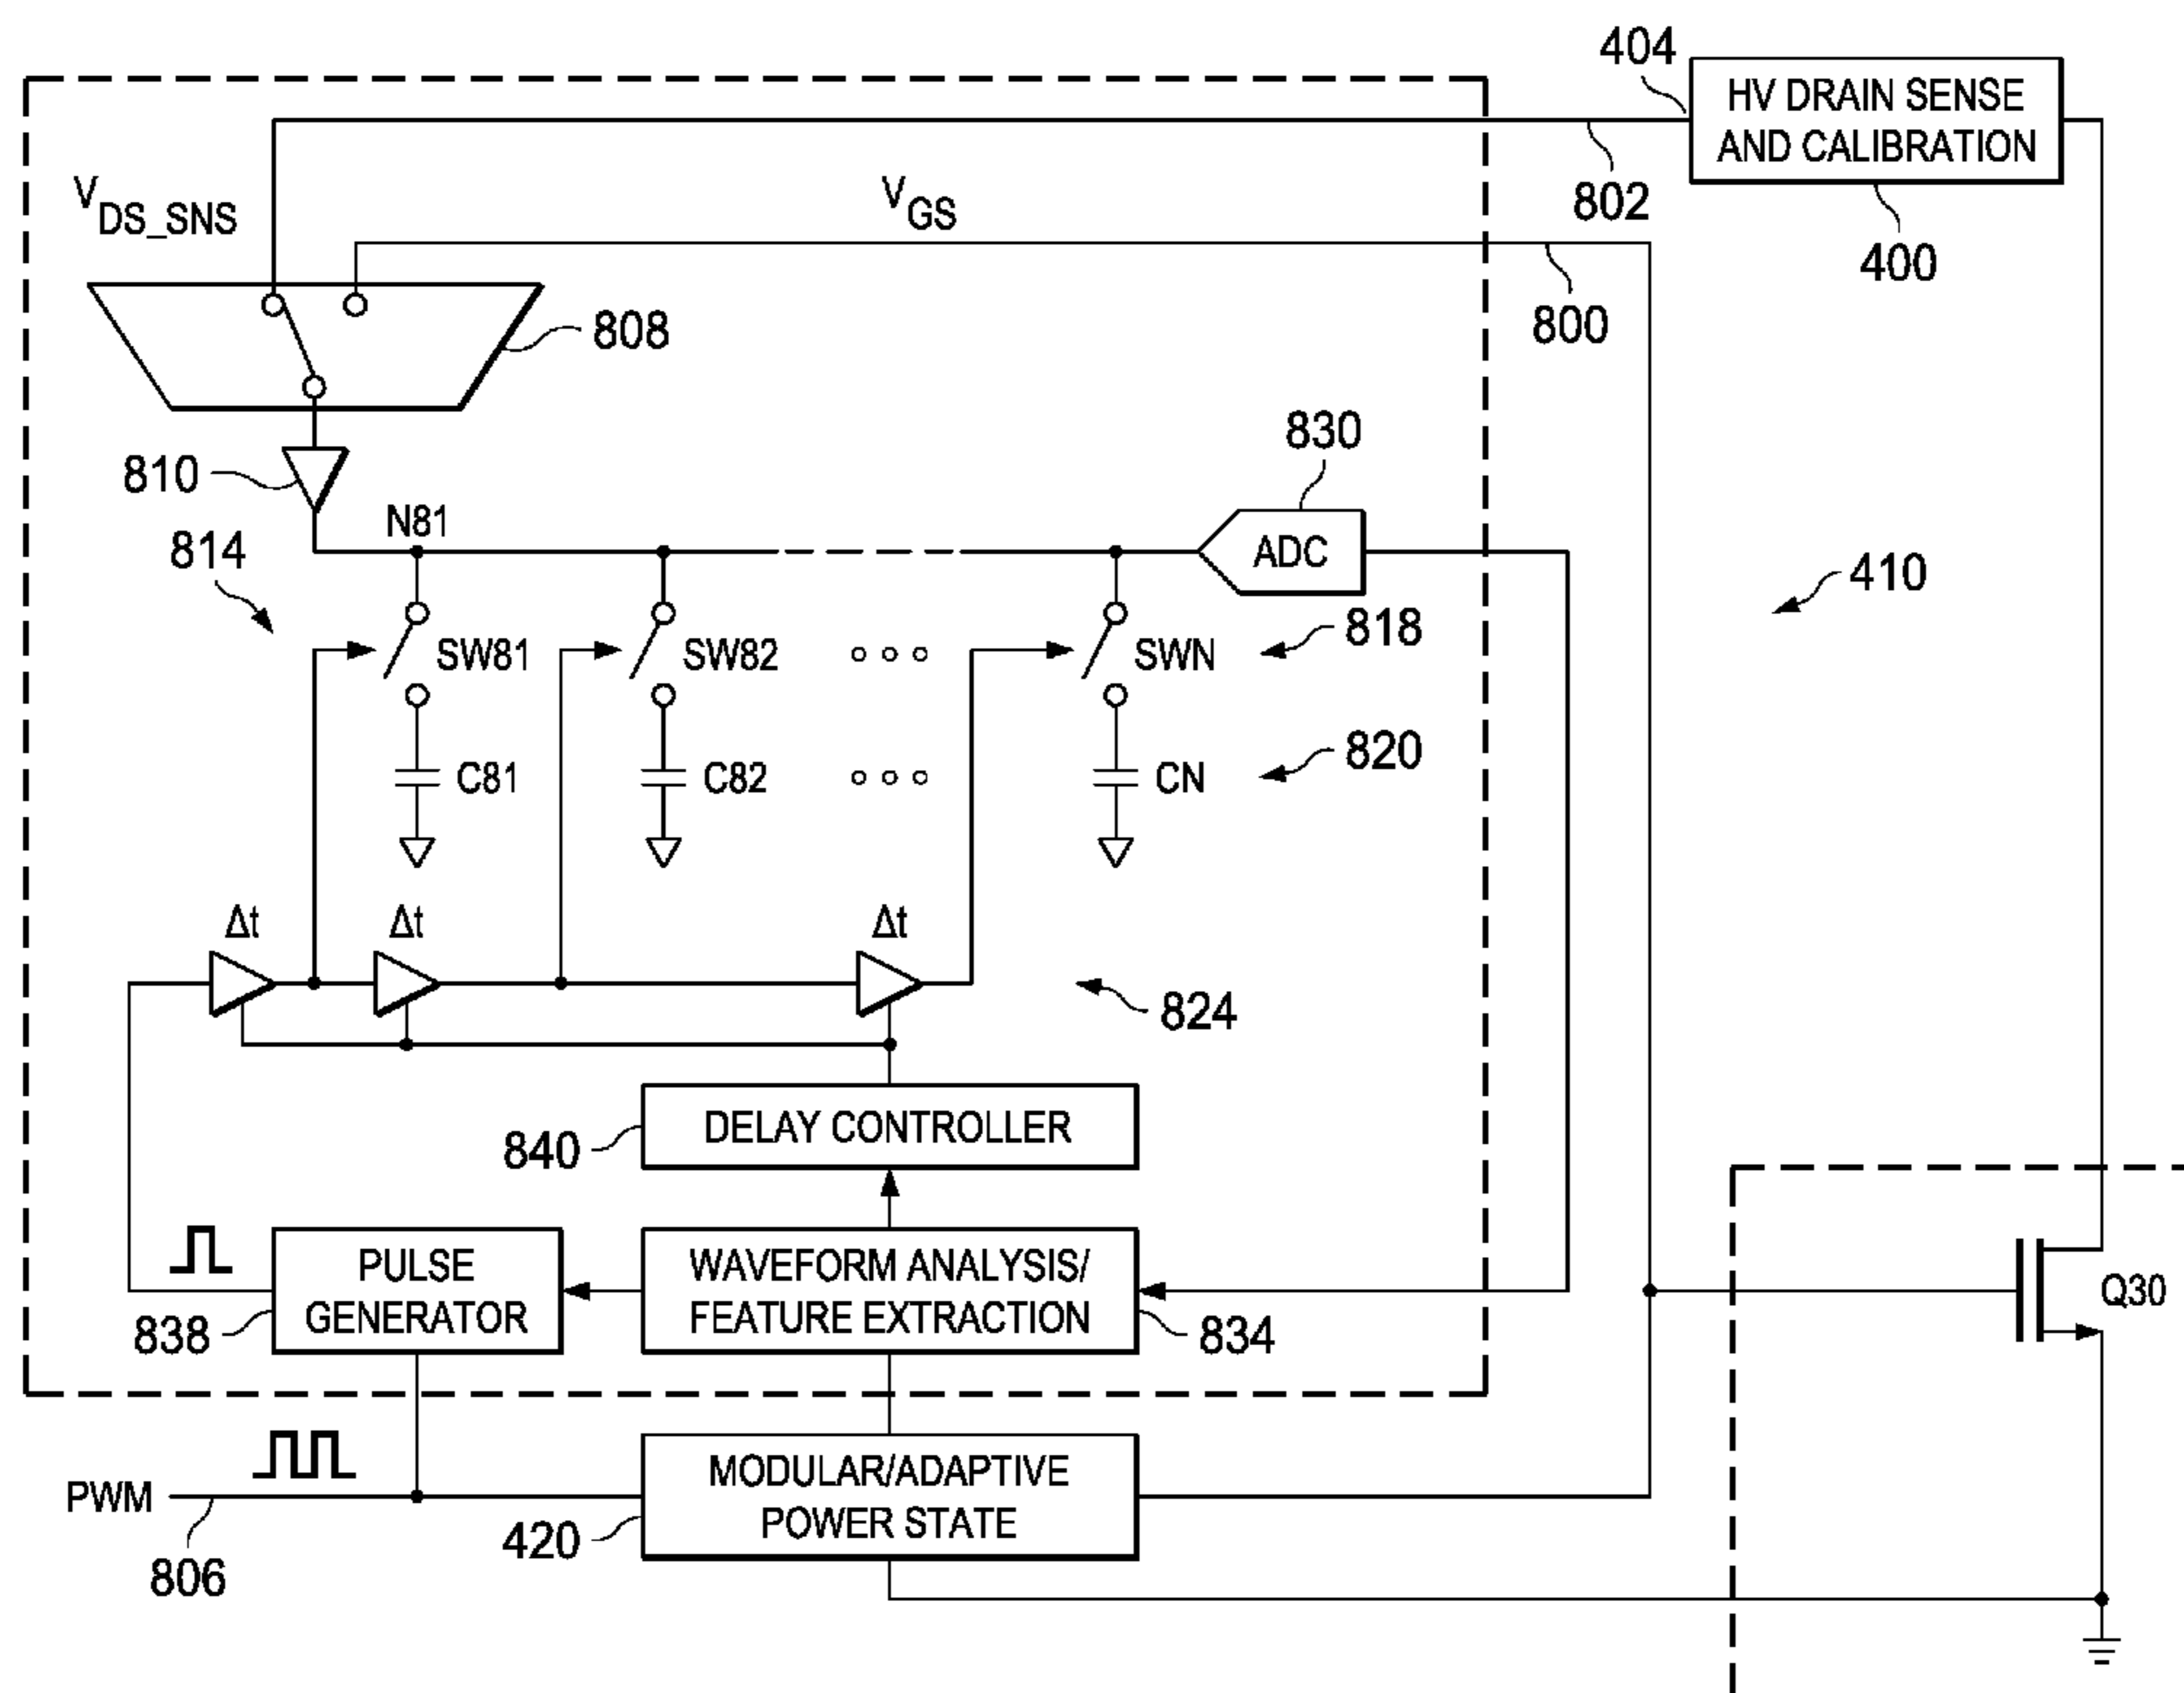 404
HV DRAIN SENSE
AND CALIBRATION
802
400
VDS_SNS
VGS
800
808
810
830
ADC
N81
814
410
818
SW81
SW82
SWN
820
C81
C82
CN
Δt
Δt
Δt
824
DELAY CONTROLLER
840
PULSE
GENERATOR
838
WAVEFORM ANALYSIS/
FEATURE EXTRACTION
834
Q30
PWM
806
MODULAR/ADAPTIVE
POWER STATE
420